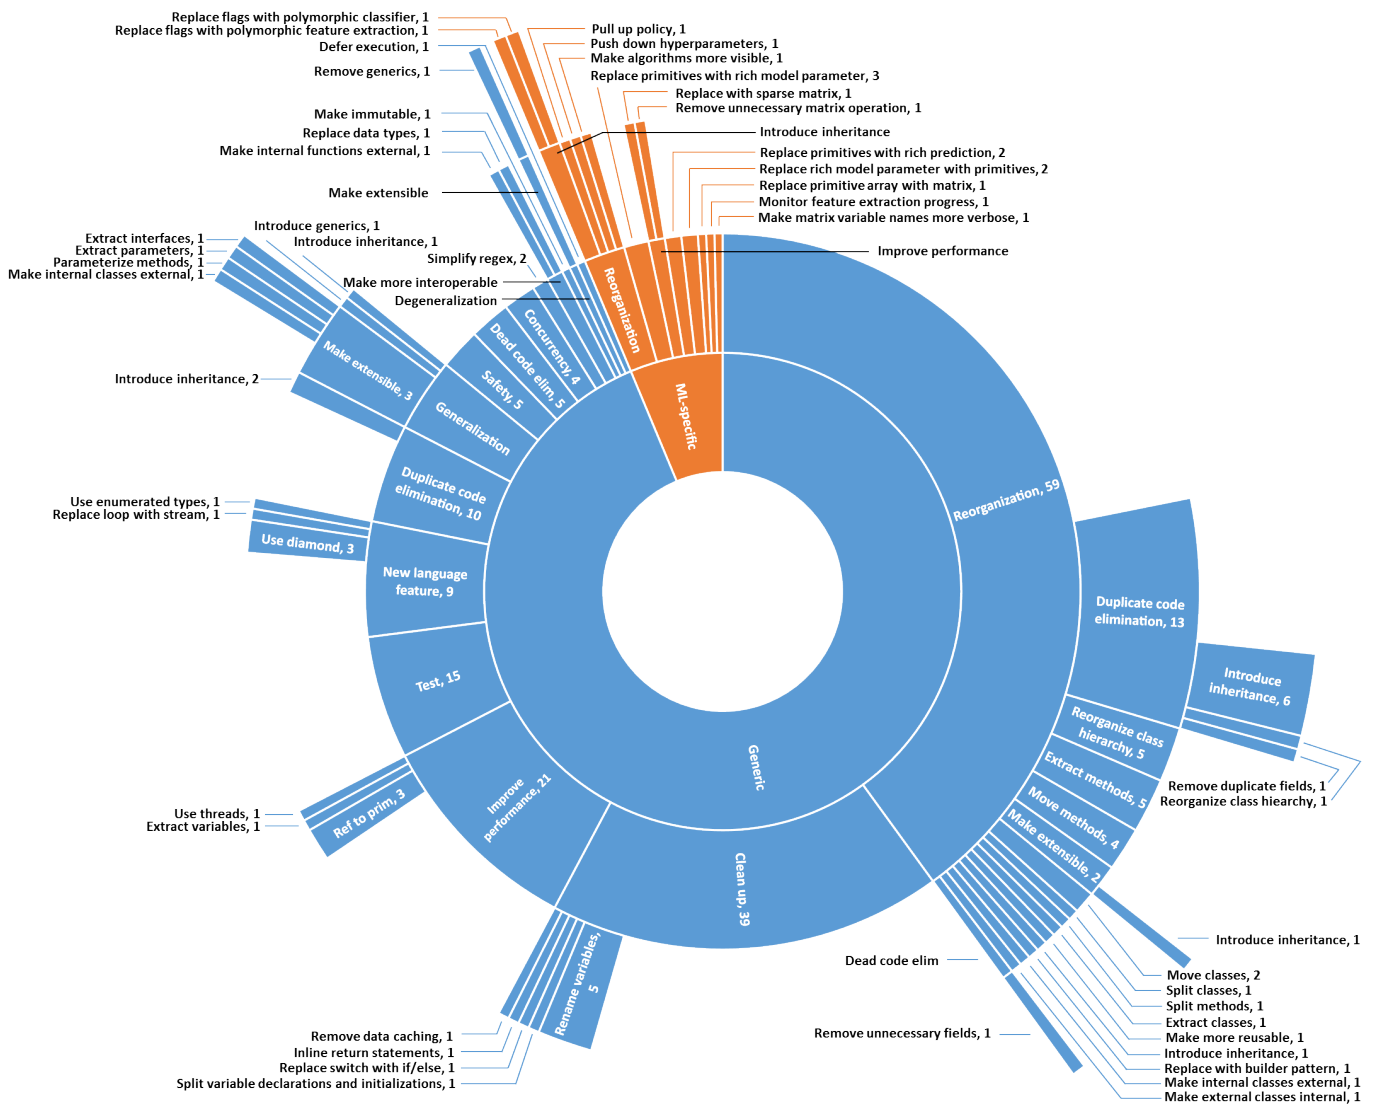 Replace flags with polymorphic classifier, 1
Replace flags with polymorphic feature extraction, 1
Defer execution, 1
Remove generics, 1
Make immutable, 1
Replace data types, 1
Make internal functions external, 1
Make extensible
Introduce generics, 1
Introduce inheritance, 1
Simplify regex, 2
Make more interoperable
Degeneralization
Extract interfaces, 1
Extract parameters, 1
Parameterize methods, 1
Make internal classes external, 1
Introduce inheritance, 2
Use enumerated types, 1
Replace loop with stream, 1
Use diamond, 3
Use threads, 1
Extract variables, 1
Ref to prim, 3
Remove data caching, 1
Inline return statements, 1
Replace switch with if/else, 1
Split variable declarations and initializations, 1
Rename variables,
5
Pull up policy, 1
Push down hyperparameters, 1
Make algorithms more visible, 1
Replace primitives with rich model parameter, 3
Replace with sparse matrix, 1
Remove unnecessary matrix operation, 1
Introduce inheritance
Replace primitives with rich prediction, 2
Replace rich model parameter with primitives, 2
Replace primitive array with matrix, 1
Monitor feature extraction progress, 1
Make matrix variable names more verbose, 1
Improve performance
Reorganization
ML-specific
Concurrency, 4
Dead code elim, 5
Safety, 5
Make extensible, 3
Generalization
Duplicate code
elimination, 10
New language
feature, 9
Test, 15
Improve
performance, 21
Clean up, 39
Generic
Reorganization, 59
Duplicate code
elimination, 13
Introduce
inheritance, 6
Remove duplicate fields, 1
Reorganize class hiearchy, 1
Reorganize class
hierarchy, 5
Extract methods, 5
Move methods, 4
Make extensible, 2
Introduce inheritance, 1
Dead code elim
Remove unnecessary fields, 1
Move classes, 2
Split classes, 1
Split methods, 1
Extract classes, 1
Make more reusable, 1
Introduce inheritance, 1
Replace with builder pattern, 1
Make internal classes external, 1
Make external classes internal, 1